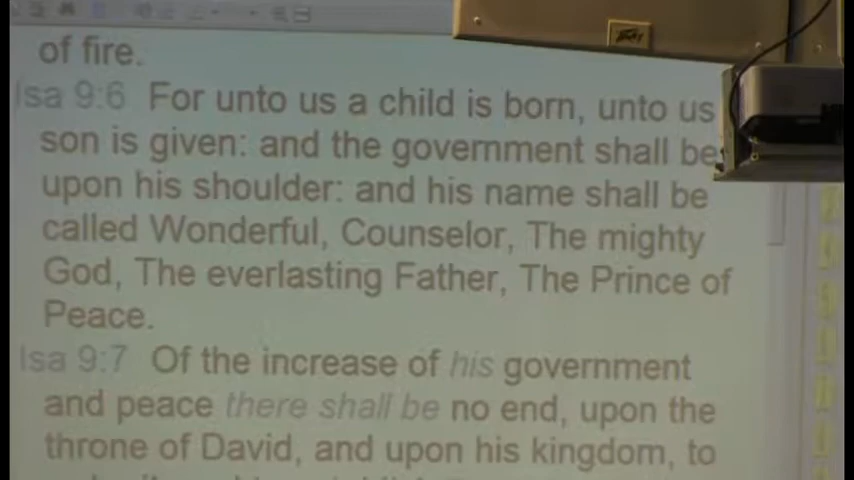 of fire.
Isa 9:6 For unto us a child is born, unto us
son is given: and the government shall be
upon his shoulder: and his name shall be
called Wonderful, Counselor, The mighty
God, The everlasting Father, The Prince of
Peace.
Isa 9:7 Of the increase of his government
and peace there shall be no end, upon the
throne of David, and upon his kingdom, to